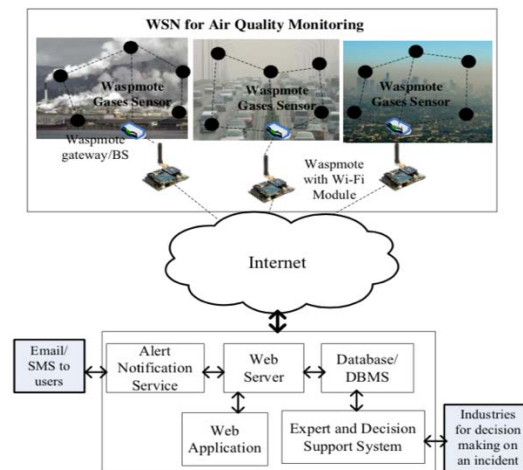 WSN for Air Quality Monitoring
Waspmote
Gases Sensor
Waspmote
Gases Sensor
Waspmote
Gases Sensor
Waspmote
gateway/BS
Waspmote
with Wi-Fi
Module
Internet
Email/
SMS to
users
Alert
Notification
Service
Web
Server
Database/
DBMS
Web
Application
Expert and Decision
Support System
Industries
for decision
making on
an incident